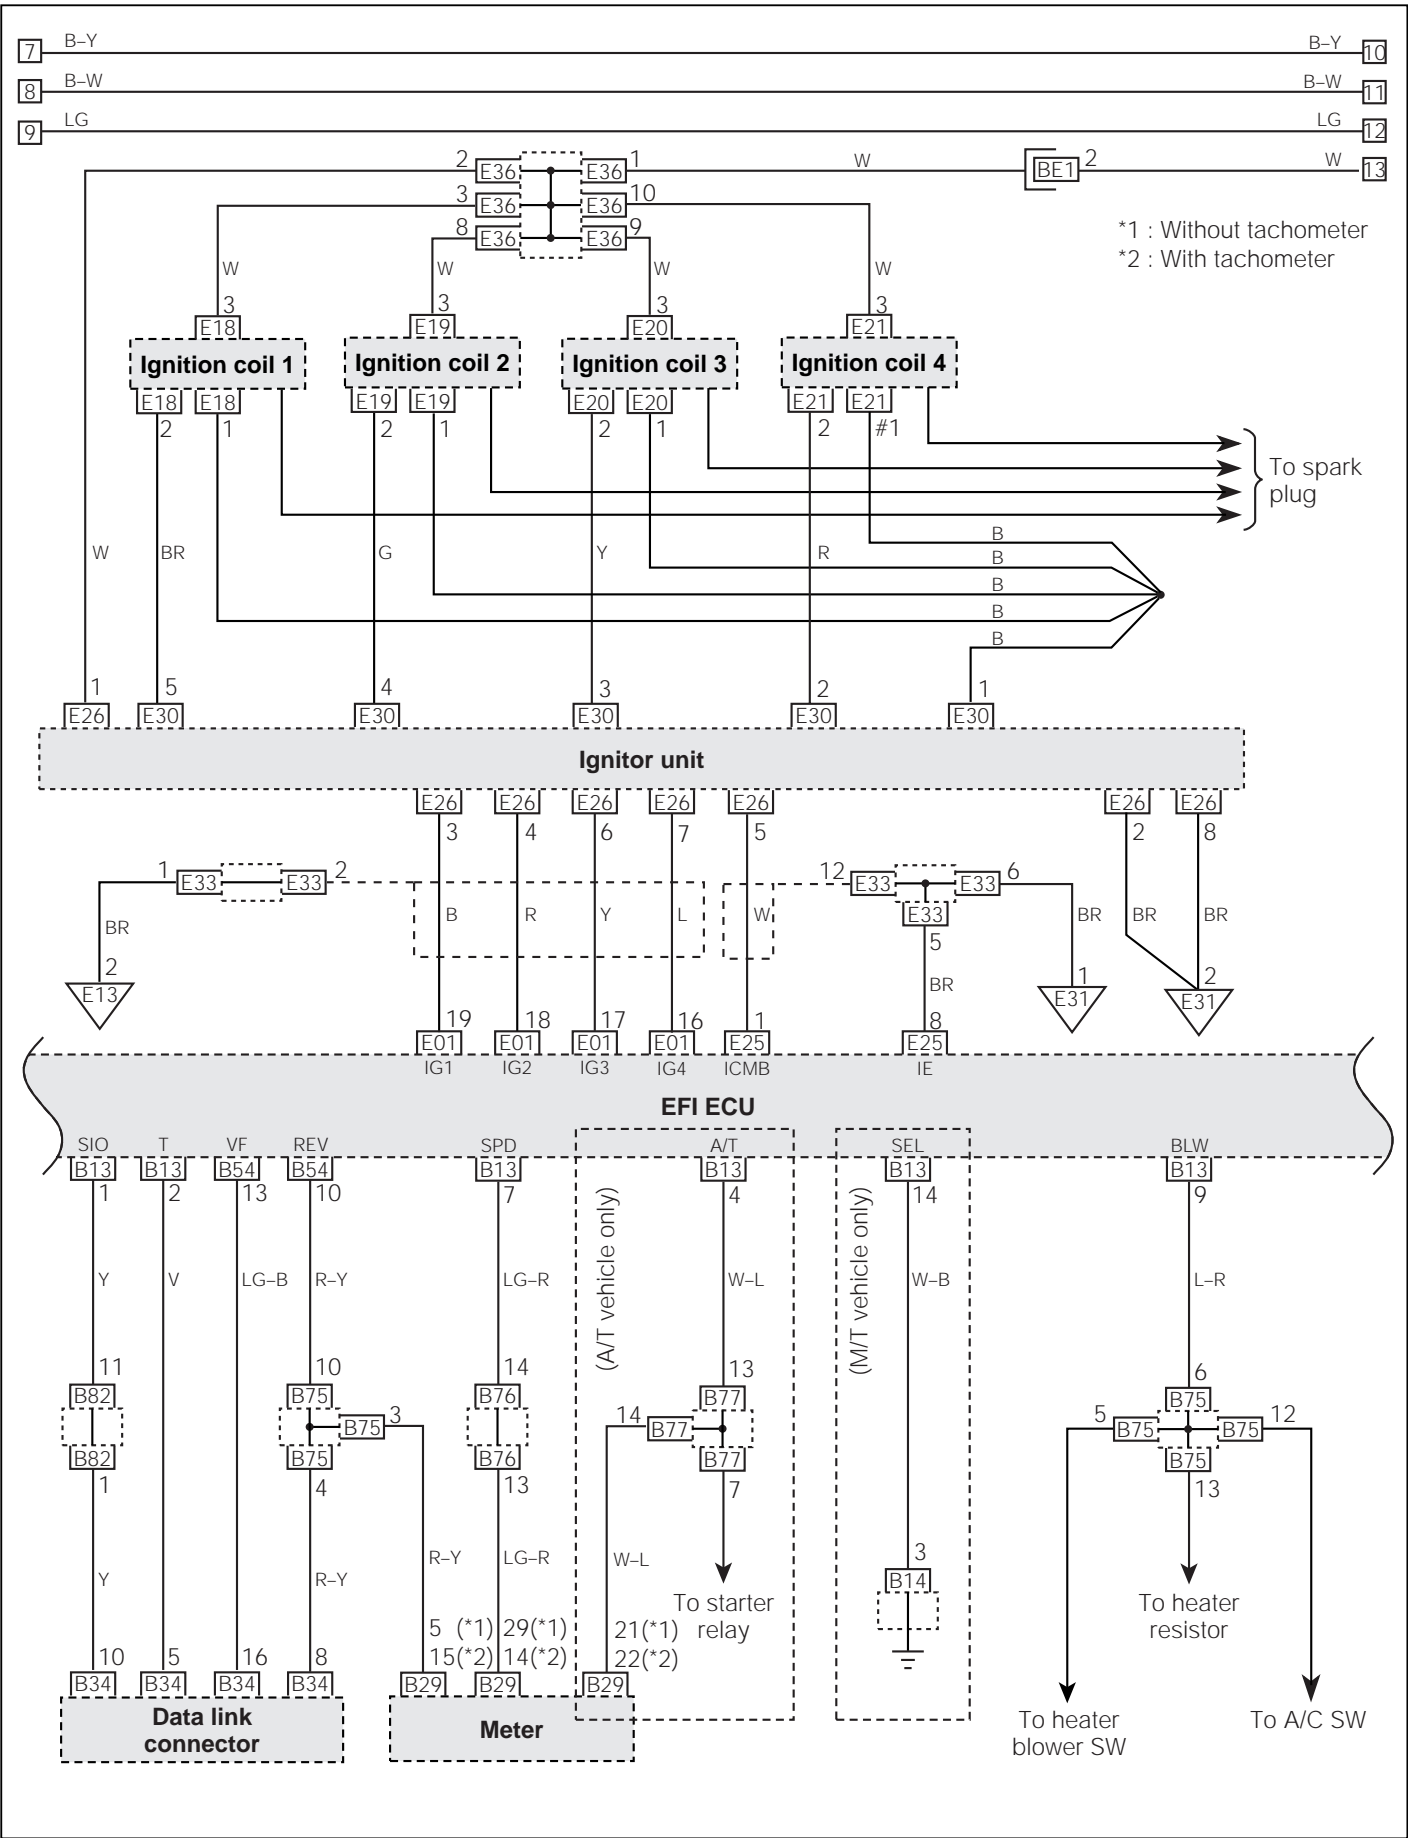 7 B–Y B–Y 10
8 B–W B–W 11
9 LG LG 12
2 E36 E36 1 W BE1 2 W 13
3 E36 E36 10
8 E36 E36 9
*1 : Without tachometer
*2 : With tachometer
W W W W
3 3 3 3
E18 E19 E20 E21
Ignition coil 1 Ignition coil 2 Ignition coil 3 Ignition coil 4
E18 E18 E19 E19 E20 E20 E21 E21
2 1 2 1 2 1 2 #1
To spark
plug
B
W BR G Y R B
B
B
B
1 5 4 3 2 1
E26 E30 E30 E30 E30 E30
Ignitor unit
E26 E26 E26 E26 E26 E26 E26
3 4 6 7 5 2 8
1 E33 E33 2 12 E33 E33 6
BR B R Y L W E33 BR BR BR
5
BR
2 1 2
E13 E31 E31
19 18 17 16 1 8
E01 E01 E01 E01 E25 E25
IG1 IG2 IG3 IG4 ICMB IE
EFI ECU
SIO T VF REV SPD A/T SEL BLW
B13 B13 B54 B54 B13 B13 B13 B13
1 2 13 10 7 4 14 9
(A/T vehicle only) (M/T vehicle only)
Y V LG–B R–Y LG–R W–L W–B L–R
11 10 14 13 6
B82 B75 B76 B77 B75
B75 3 14 B77 5 B75 B75 12
B82 B75 B76 B77 B75
1 4 13 7 13
Y R–Y R–Y LG–R W–L 3
B14
To starter
relay
To heater
resistor
5 (*1) 29(*1) 21(*1)
10 5 16 8 15(*2) 14(*2) 22(*2)
B34 B34 B34 B34 B29 B29 B29
Data link
connector
Meter
To heater
blower SW
To A/C SW